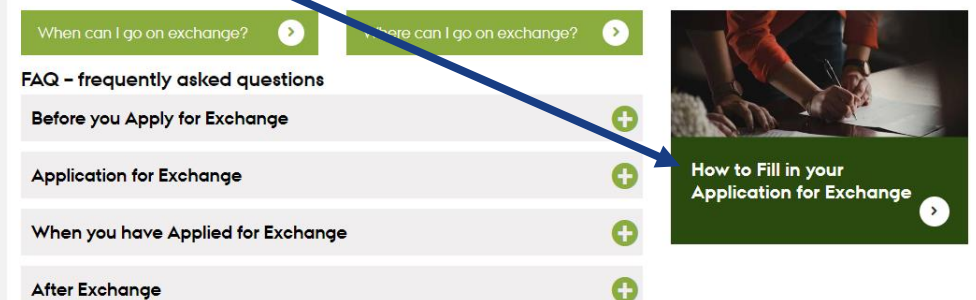 When can I go on exchange?
Where can I go on exchange?
FAQ – frequently asked questions
Before you Apply for Exchange
Application for Exchange
When you have Applied for Exchange
After Exchange
How to Fill in your
Application for Exchange